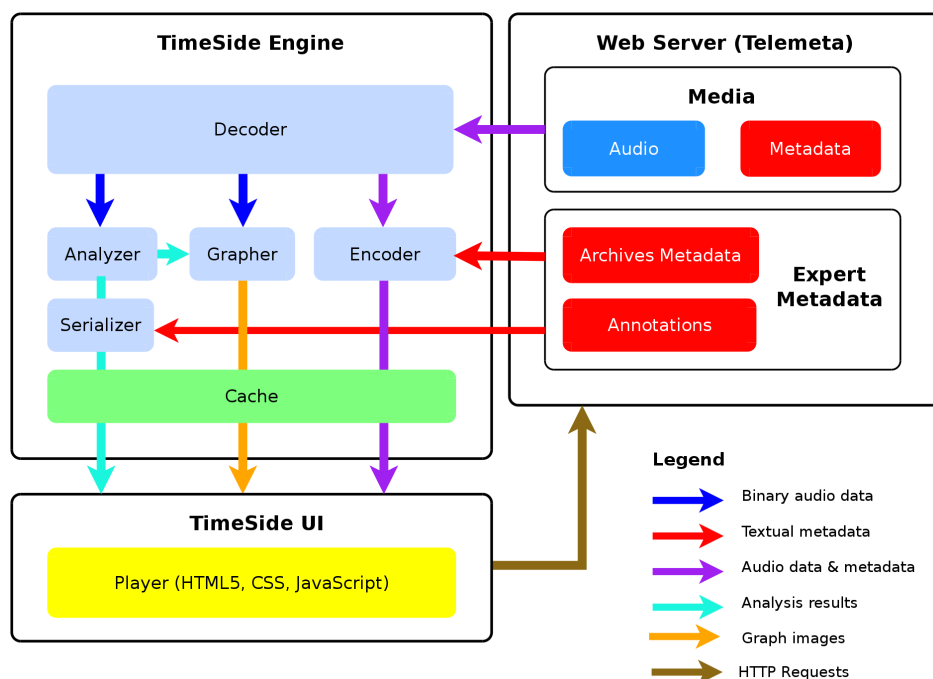 TimeSide Engine
Decoder
Analyzer
Grapher
Encoder
Serializer
Cache
Web Server (Telemeta)
Media
Audio
Metadata
Archives Metadata
Annotations
Expert
Metadata
TimeSide UI
Player (HTML5, CSS, JavaScript)
Legend
Binary audio data
Textual metadata
Audio data & metadata
Analysis results
Graph images
HTTP Requests